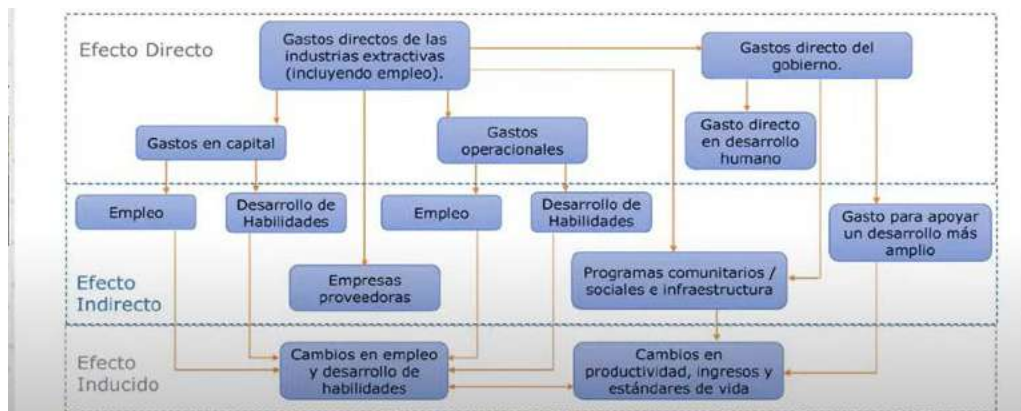 Efecto Directo
Gastos directos de las
industrias extractivas
(incluyendo empleo).
Gastos directo del
gobierno.
Gastos en capital
Gastos
operacionales
Gasto directo
en desarrollo
humano
Empleo
Desarrollo de
Habilidades
Empleo
Desarrollo de
Habilidades
Gasto para apoyar
un desarrollo más
amplio
Efecto
Indirecto
Empresas
proveedoras
Programas comunitarios /
sociales e infraestructura
Efecto
Inducido
Cambios en empleo
y desarrollo de
habilidades
Cambios en
productividad, ingresos y
estándares de vida